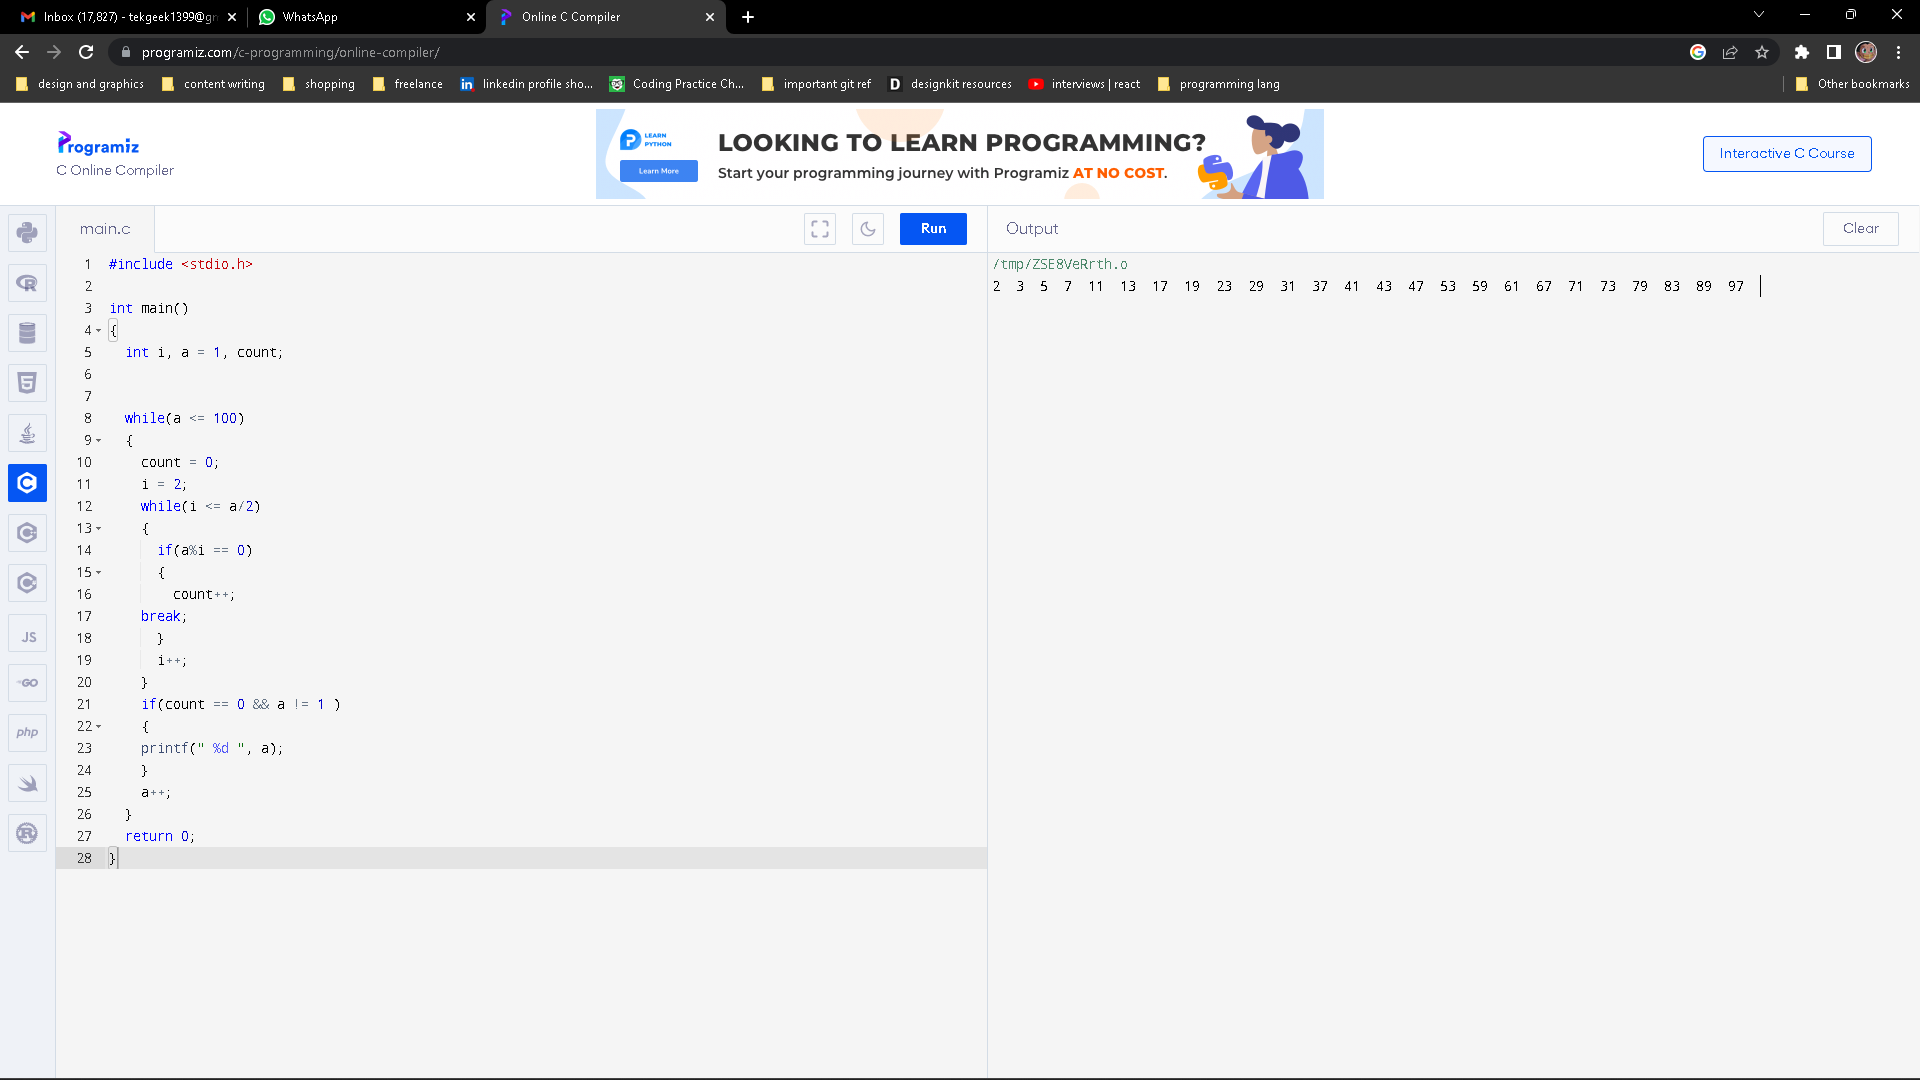 Inbox (17,827) - tekgeek1399@gn
WhatsApp
Online C Compiler
programiz.com/c-programming/online-compiler/
design and graphics
content writing
shopping
freelance
linkedin profile sho...
Coding Practice Ch...
important git ref
designkit resources
interviews | react
programming lang
Other bookmarks
Programiz
C Online Compiler
LEARN
PYTHON
Learn More
LOOKING TO LEARN PROGRAMMING?
Start your programming journey with Programiz AT NO COST.
Interactive C Course
main.c
Run
Output
Clear
1 #include <stdio.h>
2
3 int main()
4 {
5 int i, a = 1, count;
6
7
8 while(a <= 100)
9 {
10 count = 0;
11 i = 2;
12 while(i <= a/2)
13 {
14 if(a%i == 0)
15 {
16 count++;
17 break;
18 }
19 i++;
20 }
21 if(count == 0 && a != 1 )
22 {
23 printf(" %d ", a);
24 }
25 a++;
26 }
27 return 0;
28 }
/tmp/ZSE8VeRrth.o
2 3 5 7 11 13 17 19 23 29 31 37 41 43 47 53 59 61 67 71 73 79 83 89 97
JS
GO
php